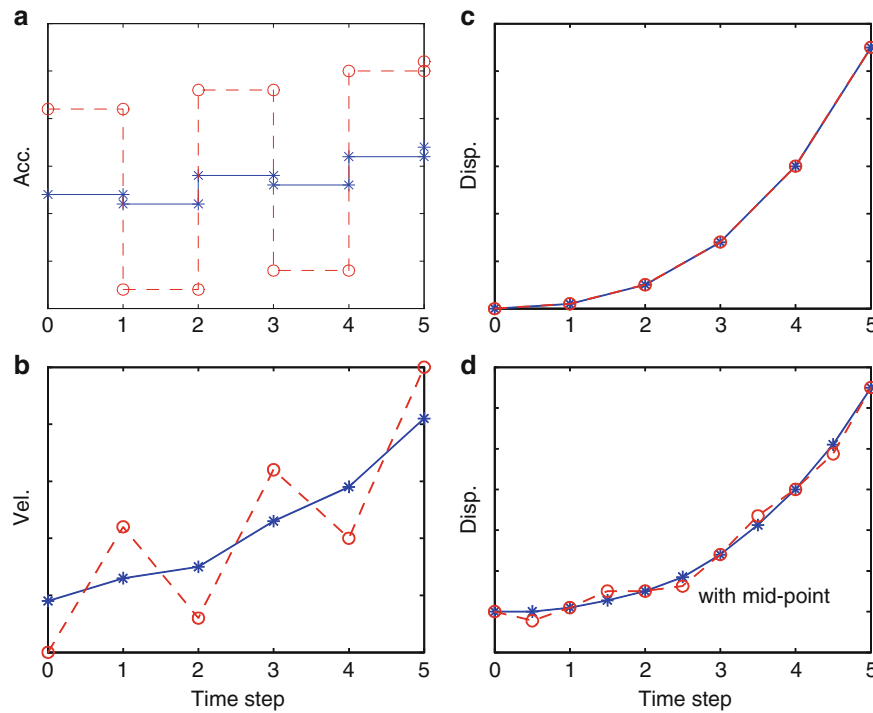 a
Acc.
0 1 2 3 4 5
b
Vel.
0 1 2 3 4 5
Time step
c
Disp.
0 1 2 3 4 5
d
Disp.
with mid-point
0 1 2 3 4 5
Time step